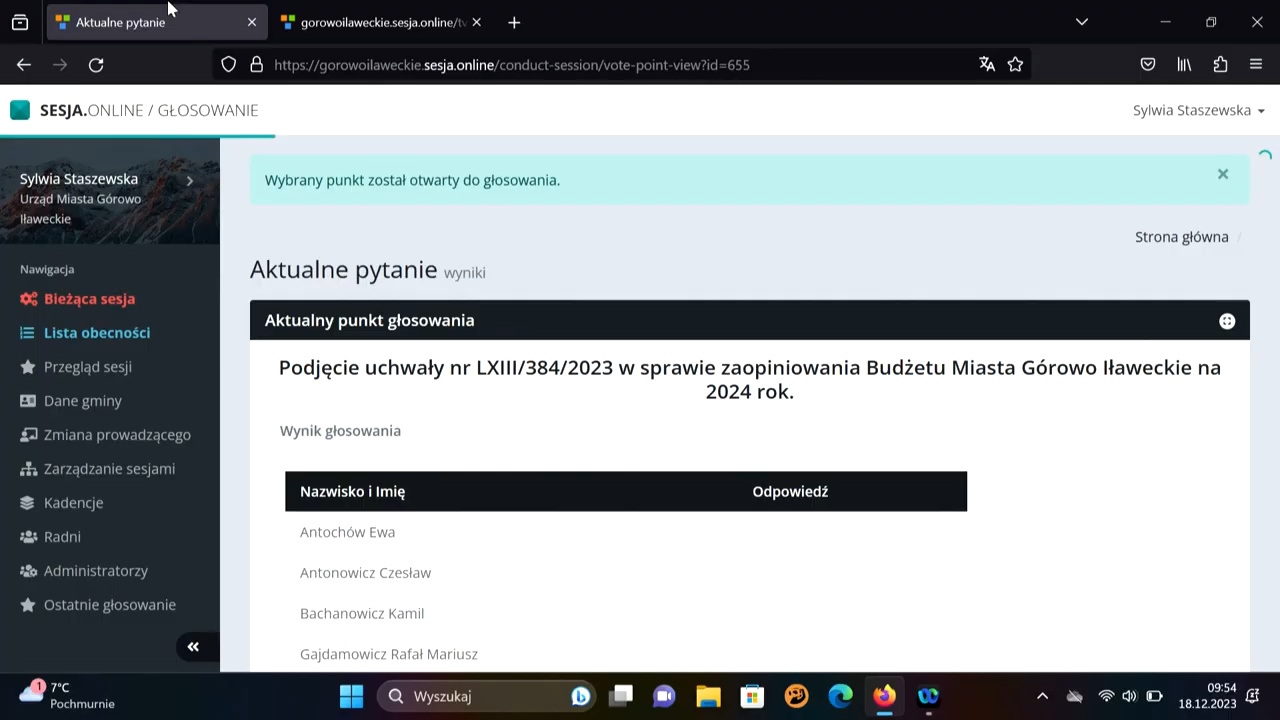 Aktualne pytanie
gorowoilaweckie.sesja.online/tv
https://gorowoilaweckie.sesja.online/conduct-session/vote-point-view?id=655
SESJA.ONLINE / GŁOSOWANIE
Sylwia Staszewska
Sylwia Staszewska
Urząd Miasta Górowo
Iławeckie
Nawigacja
Bieżąca sesja
Lista obecności
Przegląd sesji
Dane gminy
Zmiana prowadzącego
Zarządzanie sesjami
Kadencje
Radni
Administratorzy
Ostatnie głosowanie
Wybrany punkt został otwarty do głosowania.
Strona główna /
Aktualne pytanie wyniki
Aktualny punkt głosowania
Podjęcie uchwały nr LXIII/384/2023 w sprawie zaopiniowania Budżetu Miasta Górowo Iławeckie na
2024 rok.
Wynik głosowania
Nazwisko i Imię Odpowiedź
Antochów Ewa
Antonowicz Czesław
Bachanowicz Kamil
Gajdamowicz Rafał Mariusz
1
7°C
Pochmurnie
Wyszukaj
09:54
18.12.2023